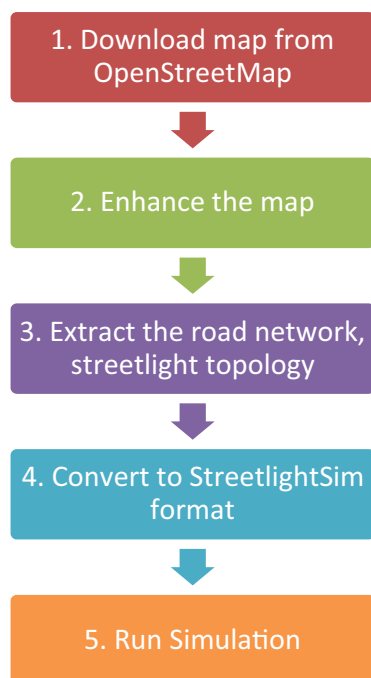 1. Download map from
OpenStreetMap
2. Enhance the map
3. Extract the road network,
streetlight topology
4. Convert to StreetlightSim
format
5. Run Simulation